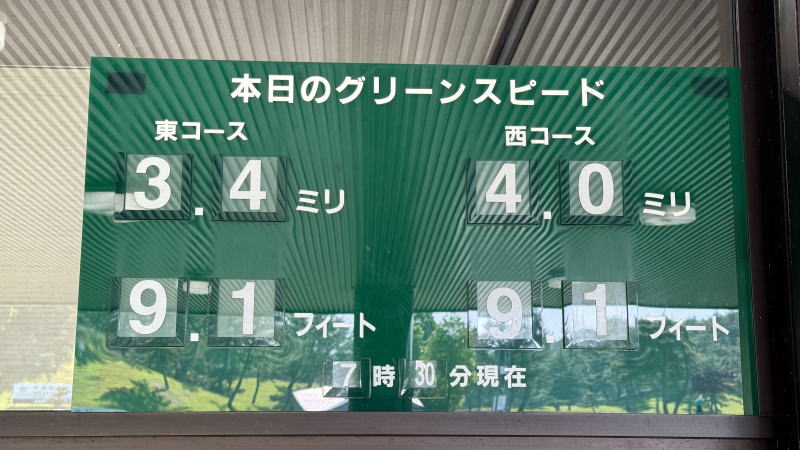 本日のグリーンスピード
東コース 西コース
3.4ミリ 4.0ミリ
9.1フィート 9.1フィート
7時30分現在